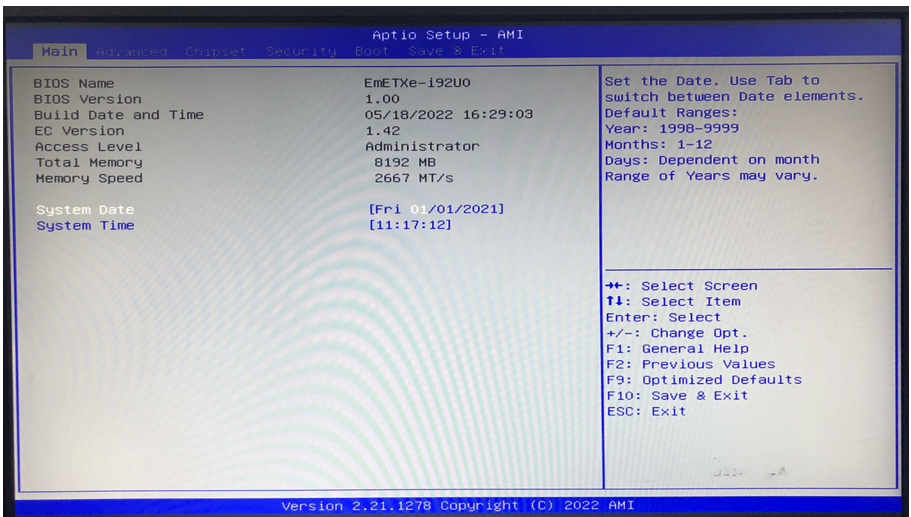 Aptio Setup - AMI
Main Advanced Chipset Security Boot Save & Exit
BIOS Name EmETXe-i92U0
BIOS Version 1.00
Build Date and Time 05/18/2022 16:29:03
EC Version 1.42
Access Level Administrator
Total Memory 8192 MB
Memory Speed 2667 MT/s
System Date [Fri 01/01/2021]
System Time [11:17:12]
Set the Date. Use Tab to
switch between Date elements.
Default Ranges:
Year: 1998-9999
Months: 1-12
Days: Dependent on month
Range of Years may vary.
→←: Select Screen
↑↓: Select Item
Enter: Select
+/-: Change Opt.
F1: General Help
F2: Previous Values
F9: Optimized Defaults
F10: Save & Exit
ESC: Exit
Version 2.21.1278 Copyright (C) 2022 AMI